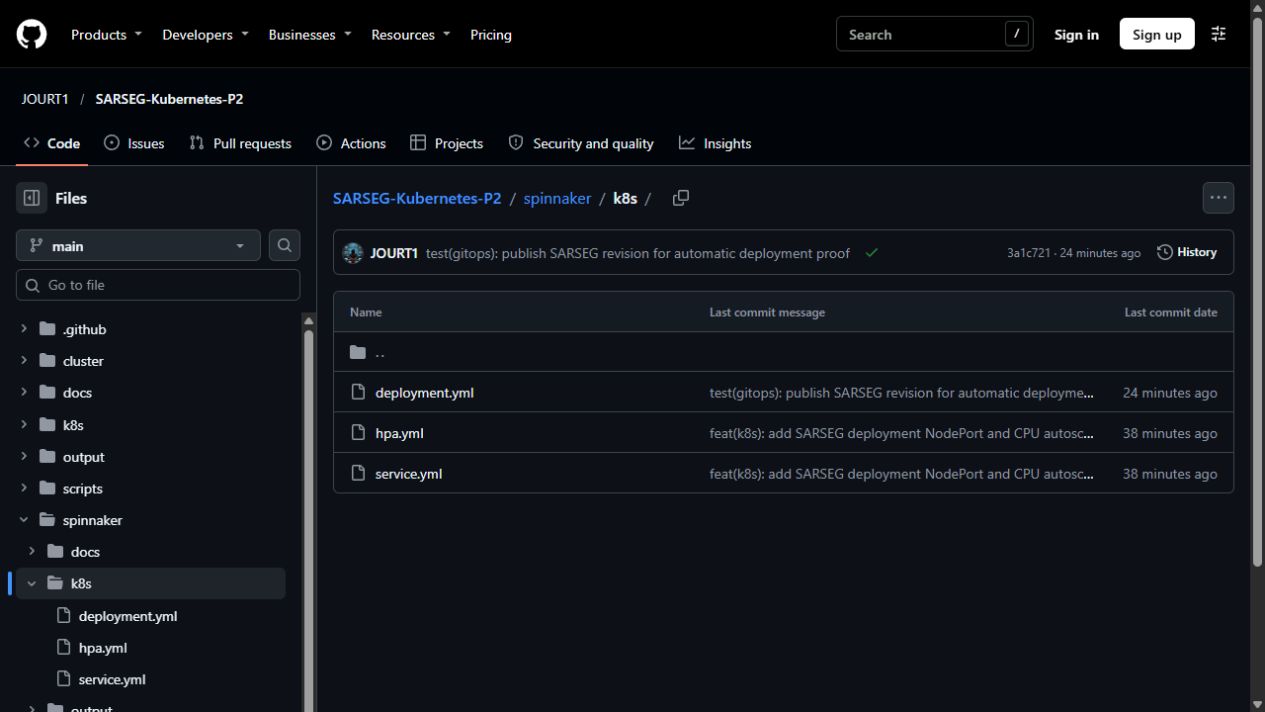 Products Developers Businesses Resources Pricing Search / Sign in Sign up
JOURT1 / SARSEG-Kubernetes-P2
Code Issues Pull requests Actions Projects Security and quality Insights
Files
main
Go to file
.github
cluster
docs
k8s
output
scripts
spinnaker
docs
k8s
deployment.yml
hpa.yml
service.yml
output
SARSEG-Kubernetes-P2 / spinnaker / k8s /
JOURT1 test(gitops): publish SARSEG revision for automatic deployment proof 3a1c721 · 24 minutes ago History
Name Last commit message Last commit date
..
deployment.yml test(gitops): publish SARSEG revision for automatic deployme... 24 minutes ago
hpa.yml feat(k8s): add SARSEG deployment NodePort and CPU autosc... 38 minutes ago
service.yml feat(k8s): add SARSEG deployment NodePort and CPU autosc... 38 minutes ago